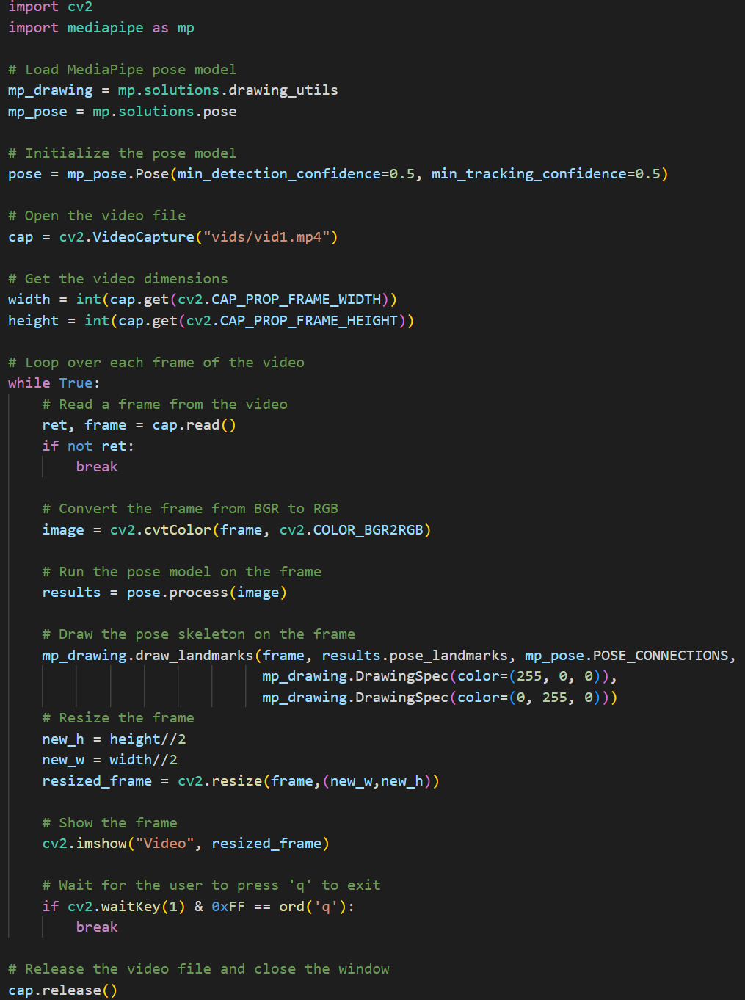 import cv2
import mediapipe as mp
# Load MediaPipe pose model
mp_drawing = mp.solutions.drawing_utils
mp_pose = mp.solutions.pose
# Initialize the pose model
pose = mp_pose.Pose(min_detection_confidence=0.5, min_tracking_confidence=0.5)
# Open the video file
cap = cv2.VideoCapture("vids/vid1.mp4")
# Get the video dimensions
width = int(cap.get(cv2.CAP_PROP_FRAME_WIDTH))
height = int(cap.get(cv2.CAP_PROP_FRAME_HEIGHT))
# Loop over each frame of the video
while True:
    # Read a frame from the video
    ret, frame = cap.read()
    if not ret:
        break
    # Convert the frame from BGR to RGB
    image = cv2.cvtColor(frame, cv2.COLOR_BGR2RGB)
    # Run the pose model on the frame
    results = pose.process(image)
    # Draw the pose skeleton on the frame
    mp_drawing.draw_landmarks(frame, results.pose_landmarks, mp_pose.POSE_CONNECTIONS,
                              mp_drawing.DrawingSpec(color=(255, 0, 0)),
                              mp_drawing.DrawingSpec(color=(0, 255, 0)))
    # Resize the frame
    new_h = height//2
    new_w = width//2
    resized_frame = cv2.resize(frame,(new_w,new_h))
    # Show the frame
    cv2.imshow("Video", resized_frame)
    # Wait for the user to press 'q' to exit
    if cv2.waitKey(1) & 0xFF == ord('q'):
        break
# Release the video file and close the window
cap.release()